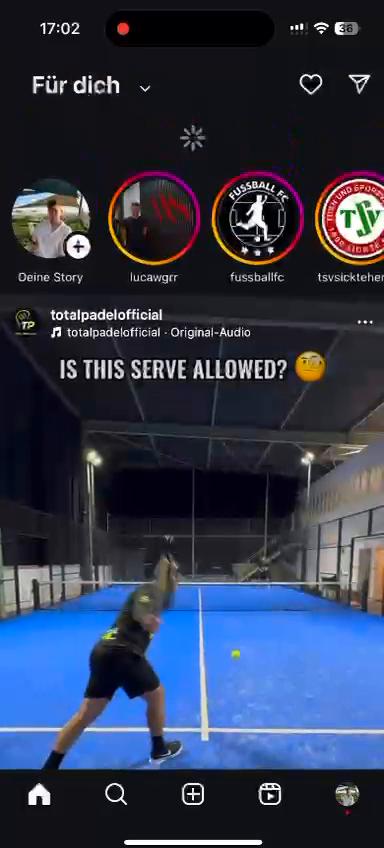 17:02
36
Für dich
FUSSBALL FC
TSV
Deine Story
lucawgrr
fussballfc
tsvsickteher
TP
totalpadelofficial
totalpadelofficial · Original-Audio
IS THIS SERVE ALLOWED? 🧐